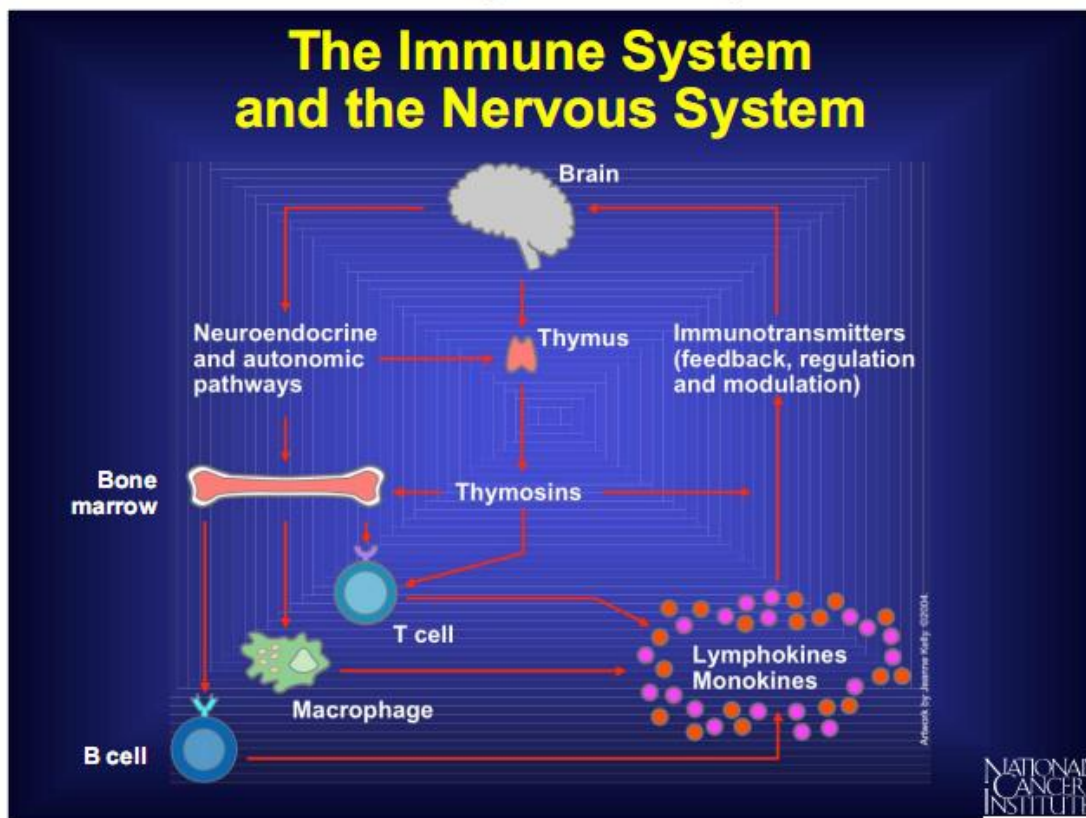 The Immune System
and the Nervous System
Brain
Neuroendocrine
and autonomic
pathways
Thymus
Immunotransmitters
(feedback, regulation
and modulation)
Bone
marrow
Thymosins
T cell
Lymphokines
Monokines
Macrophage
B cell
Artwork by Jeanne Kelly ©2004.
NATIONAL
CANCER
INSTITUTE